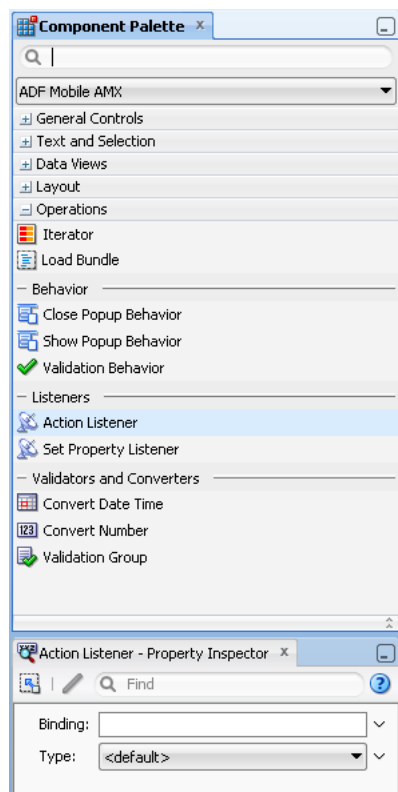 Component Palette
ADF Mobile AMX
General Controls
Text and Selection
Data Views
Layout
Operations
Iterator
Load Bundle
Behavior
Close Popup Behavior
Show Popup Behavior
Validation Behavior
Listeners
Action Listener
Set Property Listener
Validators and Converters
Convert Date Time
123 Convert Number
Validation Group
Action Listener - Property Inspector
Find
Binding:
Type: <default>